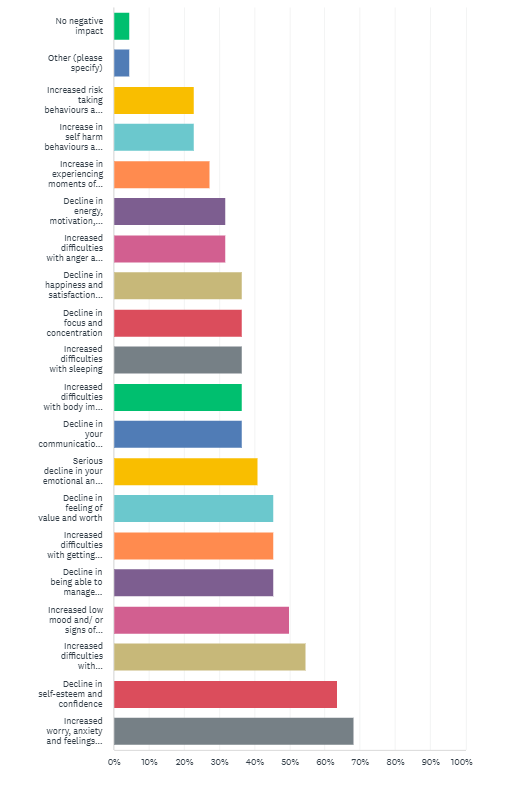 No negative
impact
Other (please
specify)
Increased risk
taking
behaviours a...
Increase in
self harm
behaviours a...
Increase in
experiencing
moments of...
Decline in
energy,
motivation,...
Increased
difficulties
with anger a...
Decline in
happiness and
satisfaction...
Decline in
focus and
concentration
Increased
difficulties
with sleeping
Increased
difficulties
with body im...
Decline in
your
communicatio...
Serious
decline in your
emotional an...
Decline in
feeling of
value and worth
Increased
difficulties
with getting...
Decline in
being able to
manage...
Increased low
mood and/ or
signs of...
Increased
difficulties
with...
Decline in
self-esteem and
confidence
Increased
worry, anxiety
and feelings...
0% 10% 20% 30% 40% 50% 60% 70% 80% 90% 100%